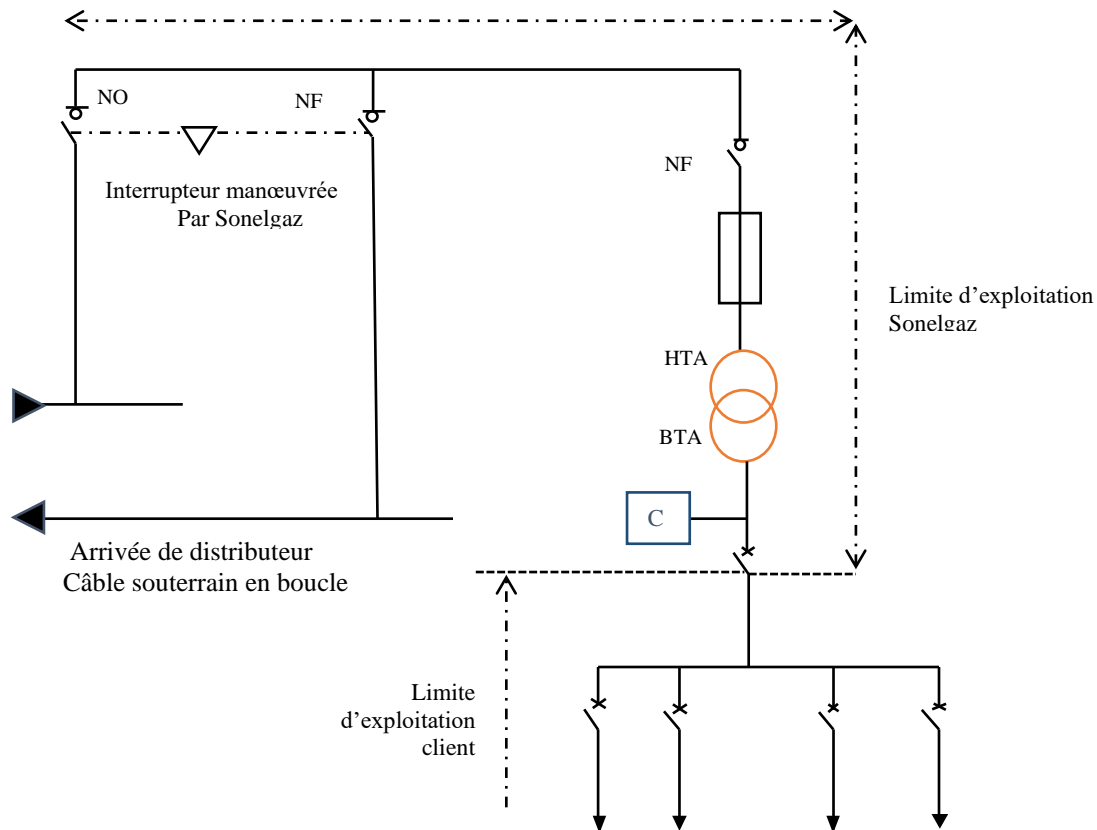 NO
NF
Interrupteur manœuvrée
Par Sonelgaz
NF
Limite d’exploitation
Sonelgaz
HTA
BTA
C
Arrivée de distributeur
Câble souterrain en boucle
Limite
d’exploitation
client